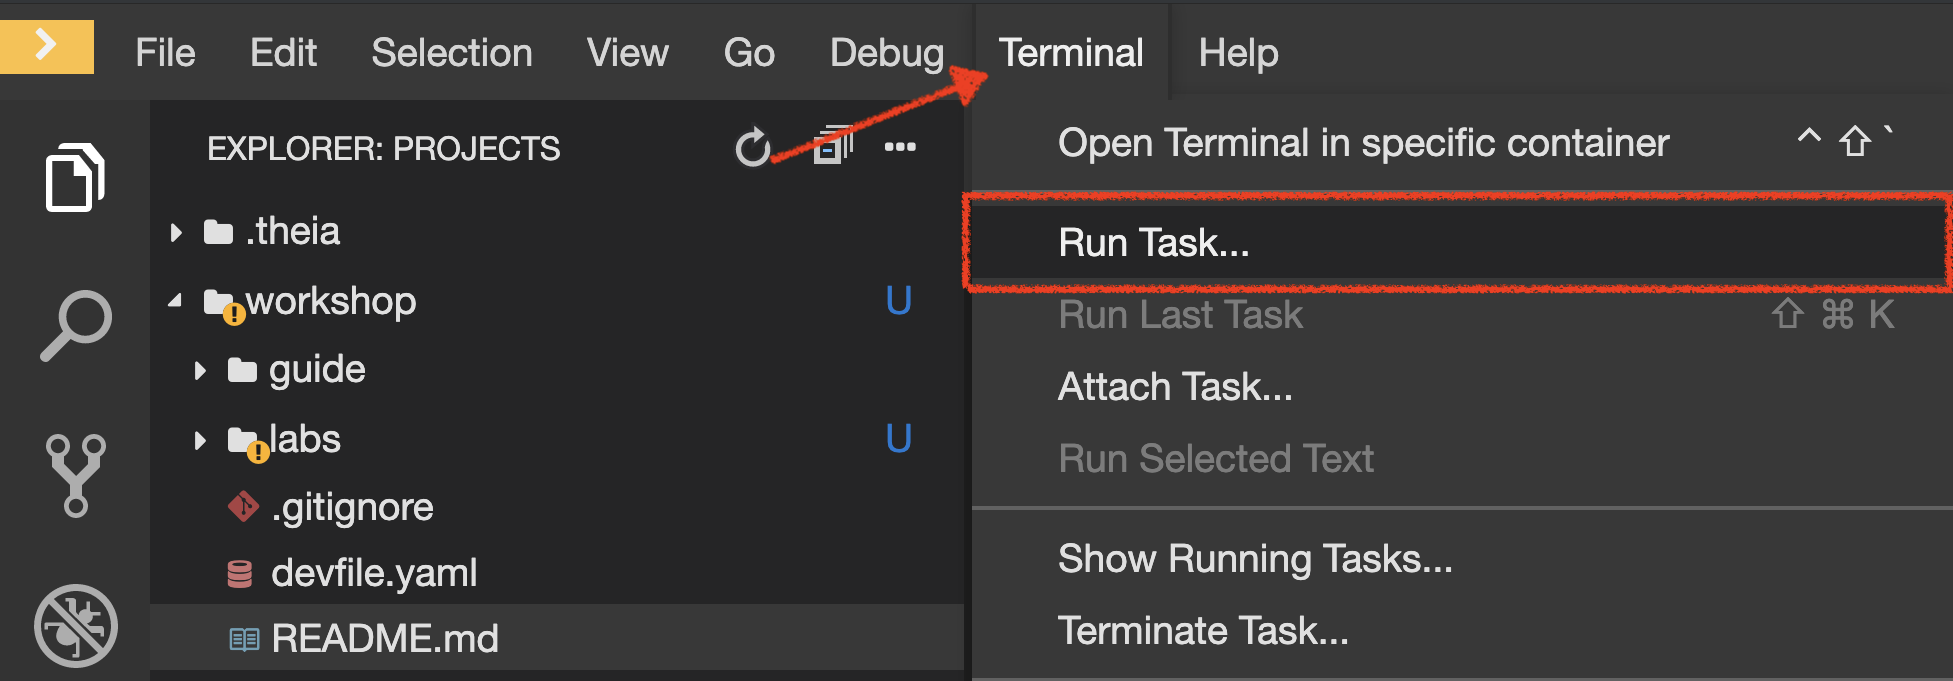 File Edit Selection View Go Debug Terminal Help
EXPLORER: PROJECTS
.theia
workshop U
guide
labs U
.gitignore
devfile.yaml
README.md
Open Terminal in specific container ^ ⇧ `
Run Task...
Run Last Task ⇧ ⌘ K
Attach Task...
Run Selected Text
Show Running Tasks...
Terminate Task...